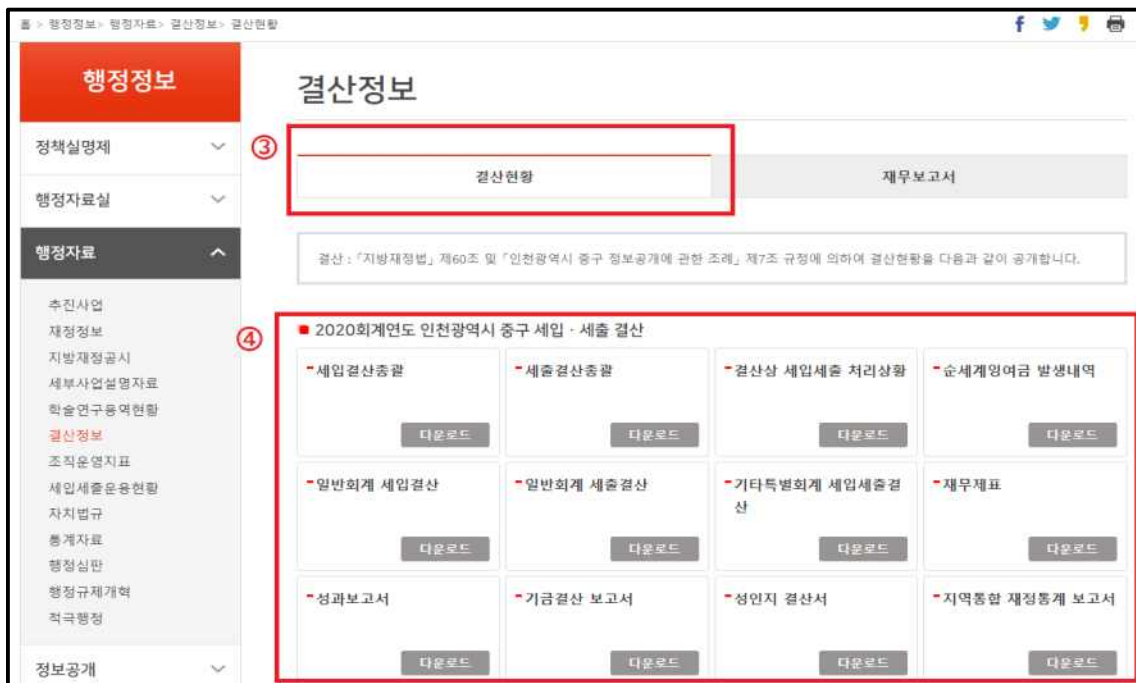 홈 > 행정정보> 행정자료> 결산정보> 결산현황
행정정보
정책실명제
행정자료실
행정자료
추진사업
재정정보
지방재정공시
세부사업설명자료
학술연구용역현황
결산정보
조직운영지표
세입세출운용현황
자치법규
통계자료
행정심판
행정규제개혁
적극행정
정보공개
결산정보
③
결산현황
재무보고서
결산 : 「지방재정법」 제60조 및 「인천광역시 중구 정보공개에 관한 조례」 제7조 규정에 의하여 결산현황을 다음과 같이 공개합니다.
④
2020회계연도 인천광역시 중구 세입 · 세출 결산
세입결산총괄
다운로드
세출결산총괄
다운로드
결산상 세입세출 처리상황
다운로드
순세계잉여금 발생내역
다운로드
일반회계 세입결산
다운로드
일반회계 세출결산
다운로드
기타특별회계 세입세출결
산
다운로드
재무제표
다운로드
성과보고서
다운로드
기금결산 보고서
다운로드
성인지 결산서
다운로드
지역통합 재정통계 보고서
다운로드